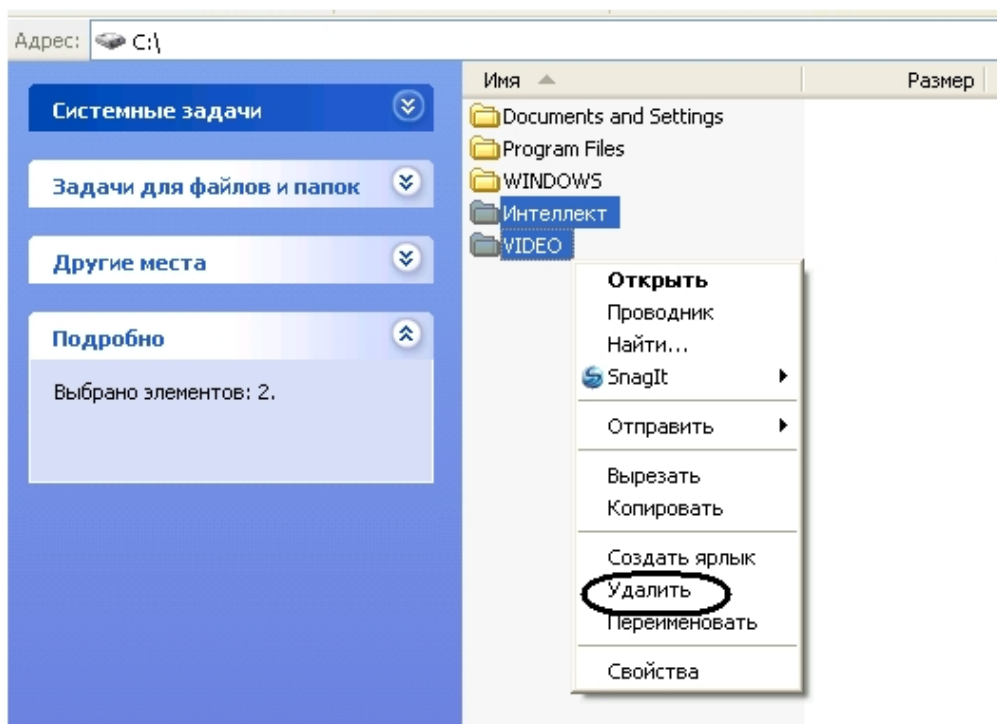 Адрес: C:\
Системные задачи
Задачи для файлов и папок
Другие места
Подробно
Выбрано элементов: 2.
Имя Размер
Documents and Settings
Program Files
WINDOWS
Интеллект
VIDEO
Открыть
Проводник
Найти...
SnagIt
Отправить
Вырезать
Копировать
Создать ярлык
Удалить
Переименовать
Свойства